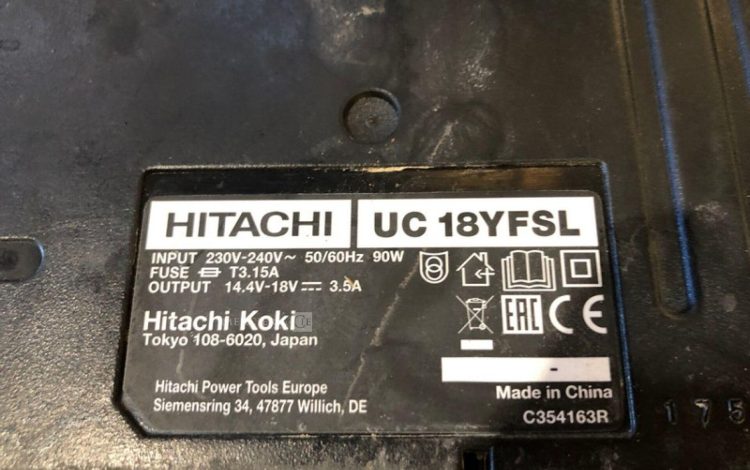 HITACHI
UC 18YFSL
INPUT 230V-240V~ 50/60Hz 90W
FUSE T3.15A
OUTPUT 14.4V-18V⎓ 3.5A
Hitachi Koki
Tokyo 108-6020, Japan
EAC CE
-
Hitachi Power Tools Europe
Siemensring 34, 47877 Willich, DE
Made in China
C354163R
175